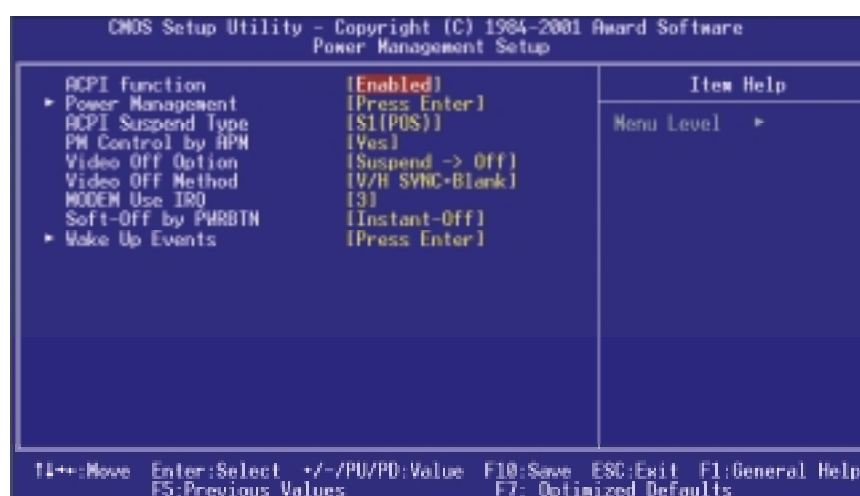 CMOS Setup Utility - Copyright (C) 1984-2001 Award Software
Power Management Setup
ACPI function [Enabled]
► Power Management [Press Enter]
ACPI Suspend Type [S1(POS)]
PM Control by APM [Yes]
Video Off Option [Suspend -> Off]
Video Off Method [V/H SYNC+Blank]
MODEM Use IRQ [3]
Soft-Off by PWRBTN [Instant-Off]
► Wake Up Events [Press Enter]
Item Help
Menu Level ►
↑↓→←:Move Enter:Select +/-/PU/PD:Value F10:Save ESC:Exit F1:General Help
F5:Previous Values F7: Optimized Defaults